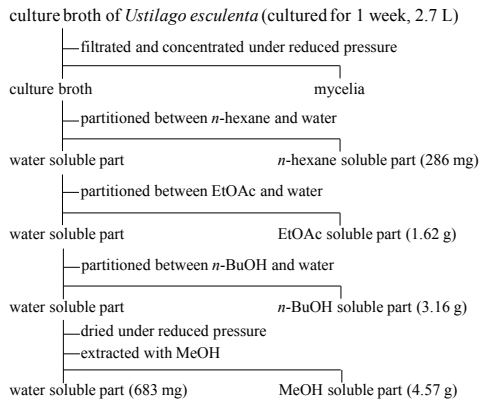 culture broth of Ustilago esculenta (cultured for 1 week, 2.7 L)
filtrated and concentrated under reduced pressure
culture broth mycelia
partitioned between n-hexane and water
water soluble part n-hexane soluble part (286 mg)
partitioned between EtOAc and water
water soluble part EtOAc soluble part (1.62 g)
partitioned between n-BuOH and water
water soluble part n-BuOH soluble part (3.16 g)
dried under reduced pressure
extracted with MeOH
water soluble part (683 mg) MeOH soluble part (4.57 g)